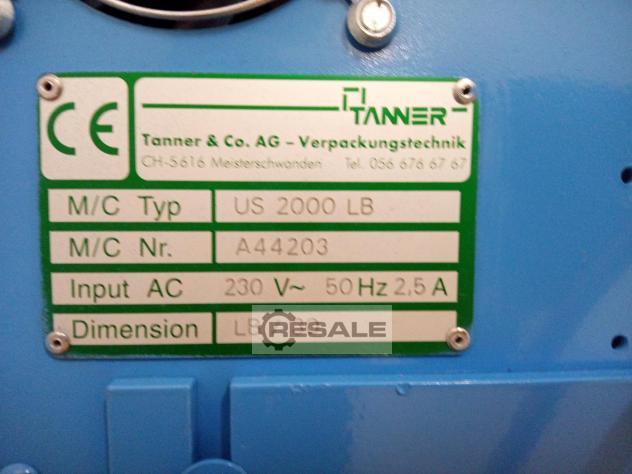 CE
TANNER
Tanner & Co. AG – Verpackungstechnik
CH-5616 Meisterschwanden Tel. 056 676 67 67
M/C Typ US 2000 LB
M/C Nr. A44203
Input AC 230 V~ 50 Hz 2,5 A
Dimension
RESALE